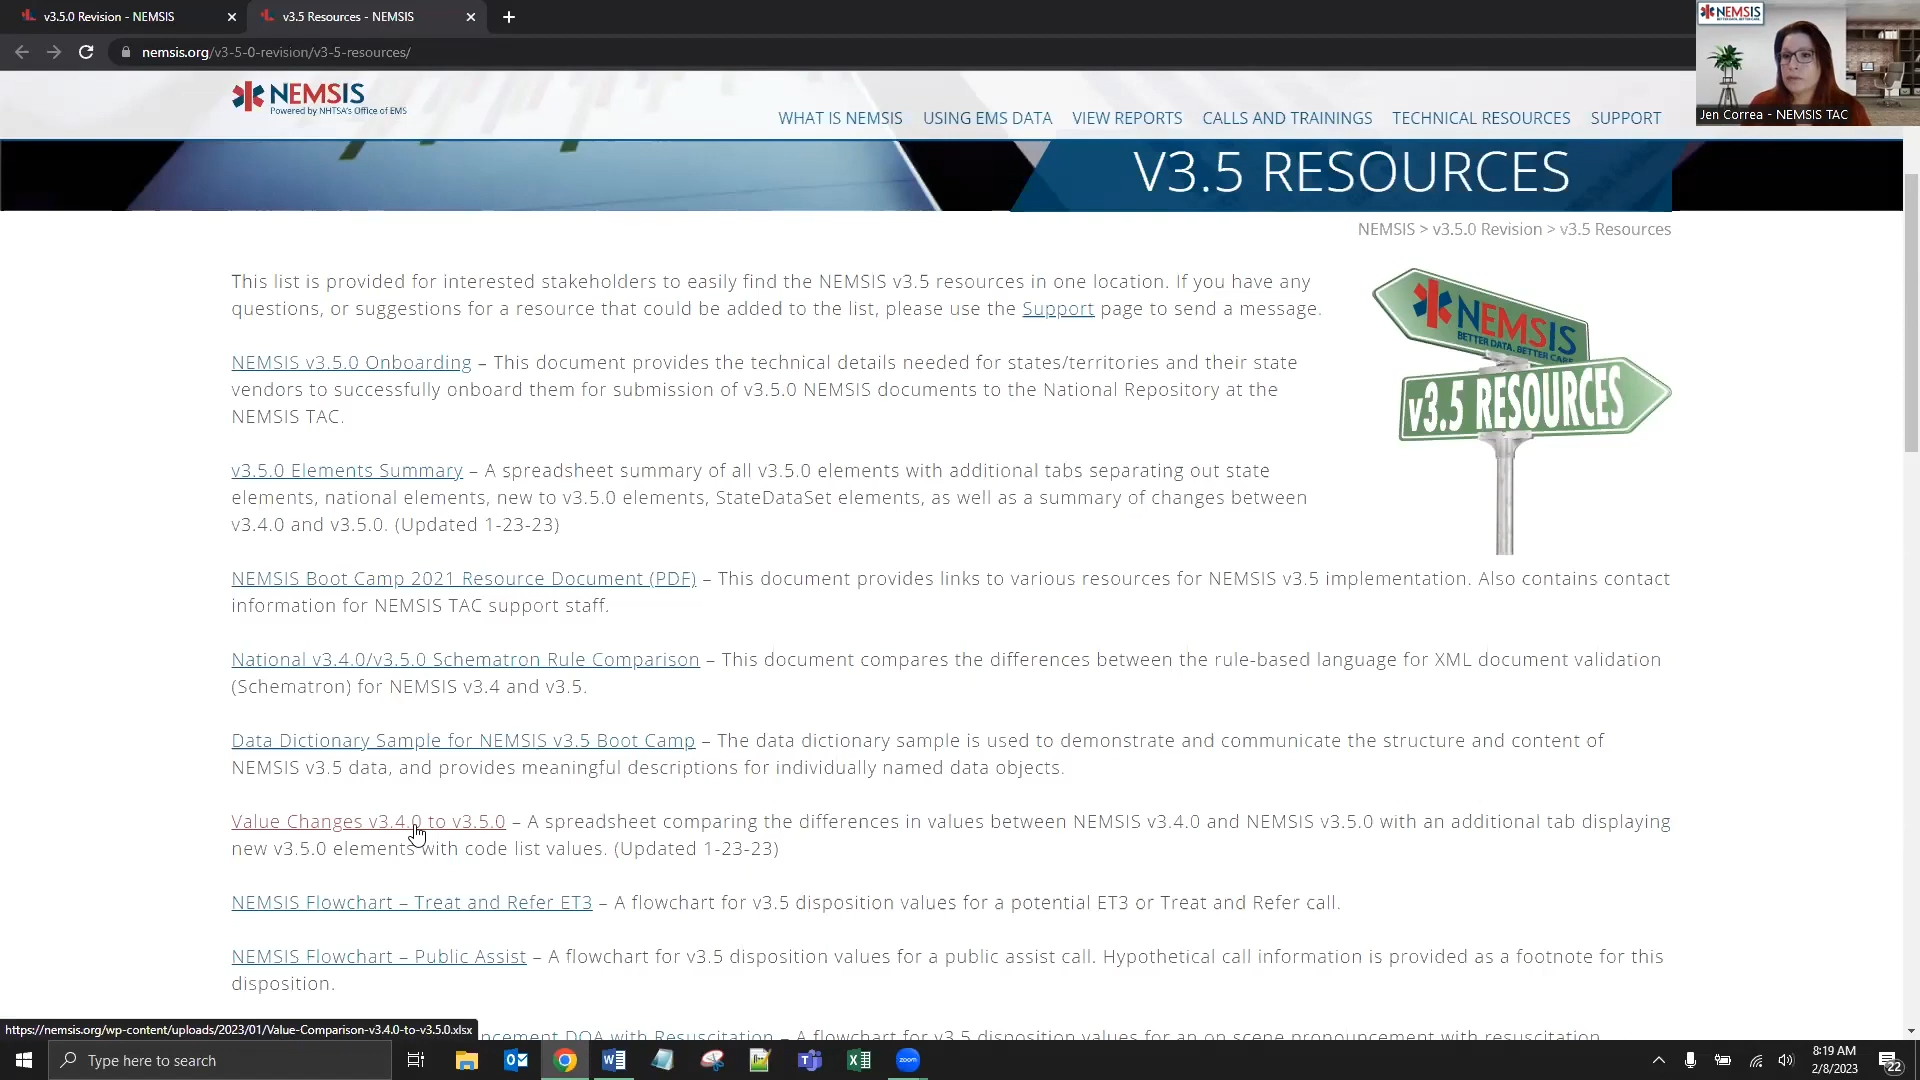 v3.5.0 Revision - NEMSIS
v3.5 Resources - NEMSIS
nemsis.org/v3-5-0-revision/v3-5-resources/
NEMSIS
Jen Correa - NEMSIS TAC
NEMSIS
Powered by NHTSA's Office of EMS
WHAT IS NEMSIS USING EMS DATA VIEW REPORTS CALLS AND TRAININGS TECHNICAL RESOURCES SUPPORT
V3.5 RESOURCES
NEMSIS > v3.5.0 Revision > v3.5 Resources
This list is provided for interested stakeholders to easily find the NEMSIS v3.5 resources in one location. If you have any
questions, or suggestions for a resource that could be added to the list, please use the Support page to send a message.
NEMSIS
BETTER DATA. BETTER CARE
v3.5 RESOURCES
NEMSIS v3.5.0 Onboarding – This document provides the technical details needed for states/territories and their state
vendors to successfully onboard them for submission of v3.5.0 NEMSIS documents to the National Repository at the
NEMSIS TAC.
v3.5.0 Elements Summary – A spreadsheet summary of all v3.5.0 elements with additional tabs separating out state
elements, national elements, new to v3.5.0 elements, StateDataSet elements, as well as a summary of changes between
v3.4.0 and v3.5.0. (Updated 1-23-23)
NEMSIS Boot Camp 2021 Resource Document (PDF) – This document provides links to various resources for NEMSIS v3.5 implementation. Also contains contact
information for NEMSIS TAC support staff.
National v3.4.0/v3.5.0 Schematron Rule Comparison – This document compares the differences between the rule-based language for XML document validation
(Schematron) for NEMSIS v3.4 and v3.5.
Data Dictionary Sample for NEMSIS v3.5 Boot Camp – The data dictionary sample is used to demonstrate and communicate the structure and content of
NEMSIS v3.5 data, and provides meaningful descriptions for individually named data objects.
Value Changes v3.4.0 to v3.5.0 – A spreadsheet comparing the differences in values between NEMSIS v3.4.0 and NEMSIS v3.5.0 with an additional tab displaying
new v3.5.0 elements with code list values. (Updated 1-23-23)
NEMSIS Flowchart – Treat and Refer ET3 – A flowchart for v3.5 disposition values for a potential ET3 or Treat and Refer call.
NEMSIS Flowchart – Public Assist – A flowchart for v3.5 disposition values for a public assist call. Hypothetical call information is provided as a footnote for this
disposition.
ncement DOA with Resuscitation – A flowchart for v3.5 disposition values for an on scene pronouncement with resuscitation
https://nemsis.org/wp-content/uploads/2023/01/Value-Comparison-v3.4.0-to-v3.5.0.xlsx
Type here to search
zoom
8:19 AM
2/8/2023
22